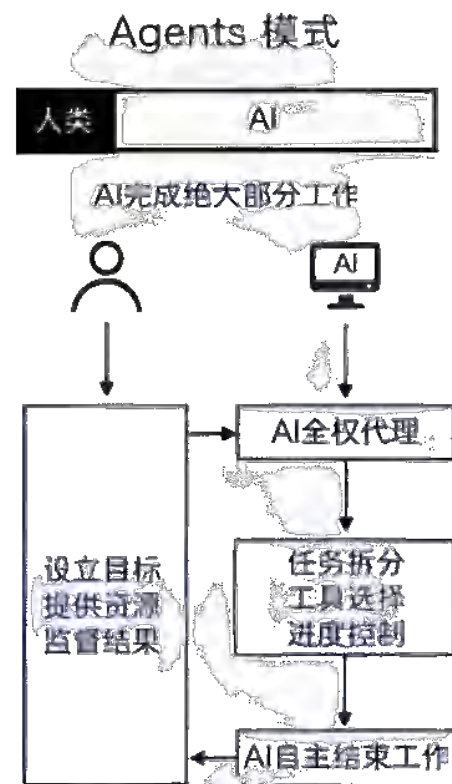 Agents 模式
人类
AI
AI完成绝大部分工作
AI
AI全权代理
设立目标
提供资源
监督结果
任务拆分
工具选择
进度控制
AI自主结束工作